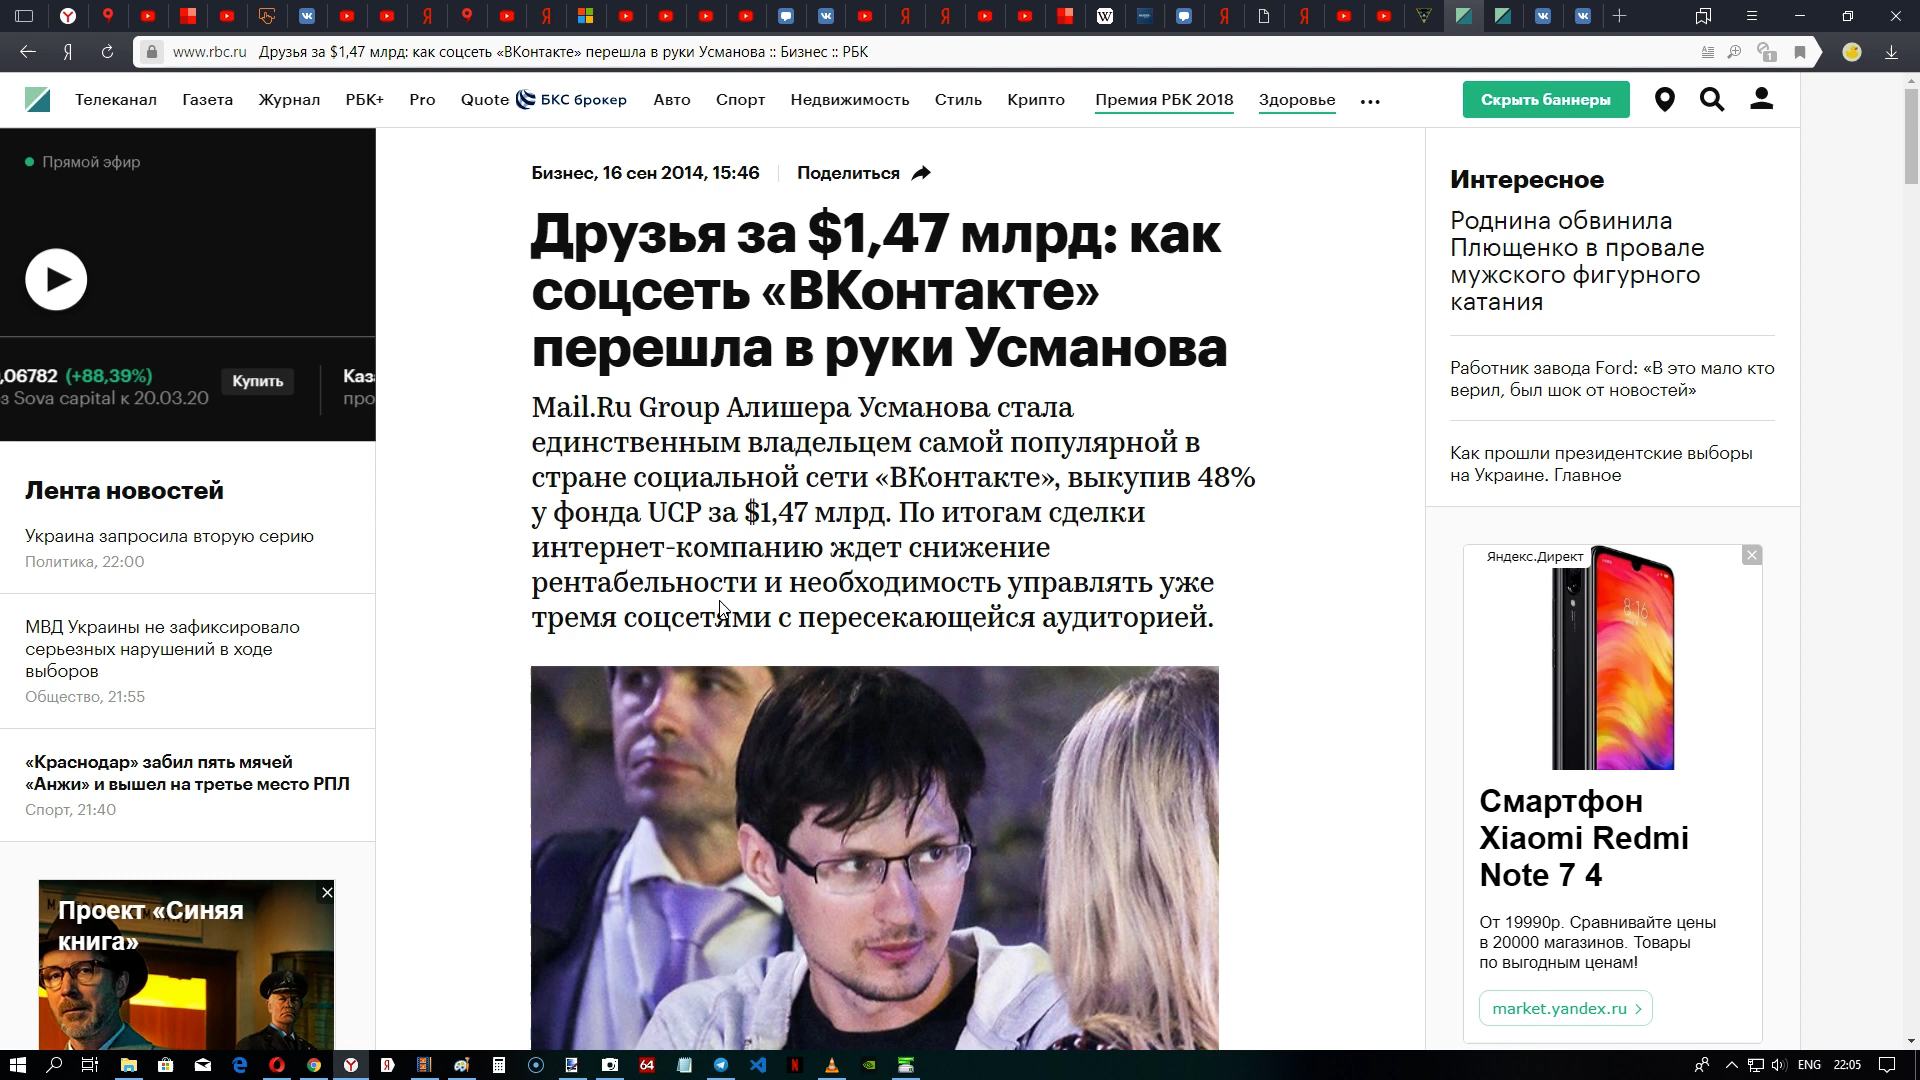 www.rbc.ru Друзья за $1,47 млрд: как соцсеть «ВКонтакте» перешла в руки Усманова :: Бизнес :: РБК
Телеканал Газета Журнал РБК+ Pro Quote БКС брокер Авто Спорт Недвижимость Стиль Крипто Премия РБК 2018 Здоровье ...
Скрыть баннеры
Прямой эфир
,06782 (+88,39%)
з Sova capital к 20.03.20
Купить
Каз
про
Лента новостей
Украина запросила вторую серию
Политика, 22:00
МВД Украины не зафиксировало
серьезных нарушений в ходе
выборов
Общество, 21:55
«Краснодар» забил пять мячей
«Анжи» и вышел на третье место РПЛ
Спорт, 21:40
Проект «Синяя
книга»
Бизнес, 16 сен 2014, 15:46
Поделиться
Друзья за $1,47 млрд: как
соцсеть «ВКонтакте»
перешла в руки Усманова
Mail.Ru Group Алишера Усманова стала
единственным владельцем самой популярной в
стране социальной сети «ВКонтакте», выкупив 48%
у фонда UCP за $1,47 млрд. По итогам сделки
интернет-компанию ждет снижение
рентабельности и необходимость управлять уже
тремя соцсетями с пересекающейся аудиторией.
Интересное
Роднина обвинила
Плющенко в провале
мужского фигурного
катания
Работник завода Ford: «В это мало кто
верил, был шок от новостей»
Как прошли президентские выборы
на Украине. Главное
Яндекс.Директ
8:16
Смартфон
Xiaomi Redmi
Note 7 4
От 19990р. Сравнивайте цены
в 20000 магазинов. Товары
по выгодным ценам!
market.yandex.ru
64
ENG 22:05